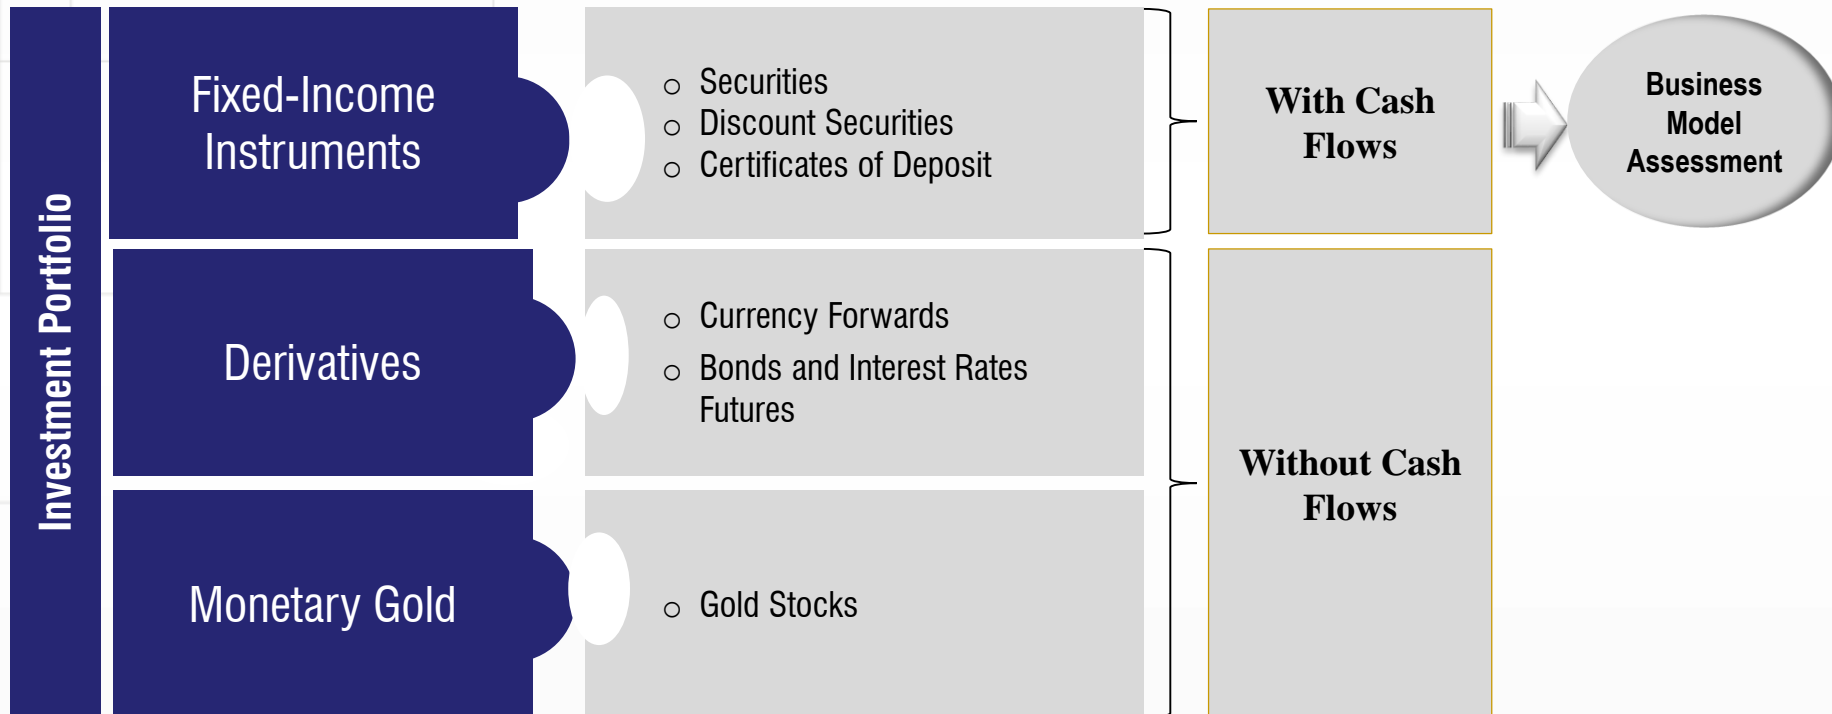 Investment Portfolio
Fixed-Income
Instruments
Securities
Discount Securities
Certificates of Deposit
With Cash
Flows
Business
Model
Assessment
Derivatives
Currency Forwards
Bonds and Interest Rates
Futures
Without Cash
Flows
Monetary Gold
Gold Stocks